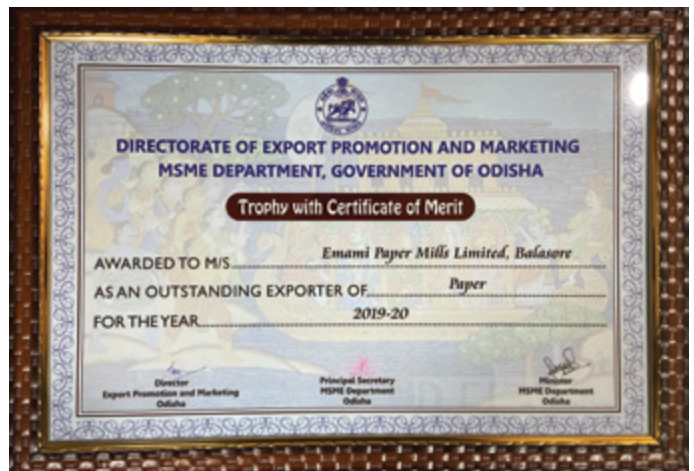 DIRECTORATE OF EXPORT PROMOTION AND MARKETING
MSME DEPARTMENT, GOVERNMENT OF ODISHA
Trophy with Certificate of Merit
AWARDED TO M/S Emami Paper Mills Limited, Balasore
AS AN OUTSTANDING EXPORTER OF Paper
FOR THE YEAR 2019-20
Director
Export Promotion and Marketing
Odisha
Principal Secretary
MSME Department
Odisha
Minister
MSME Department
Odisha